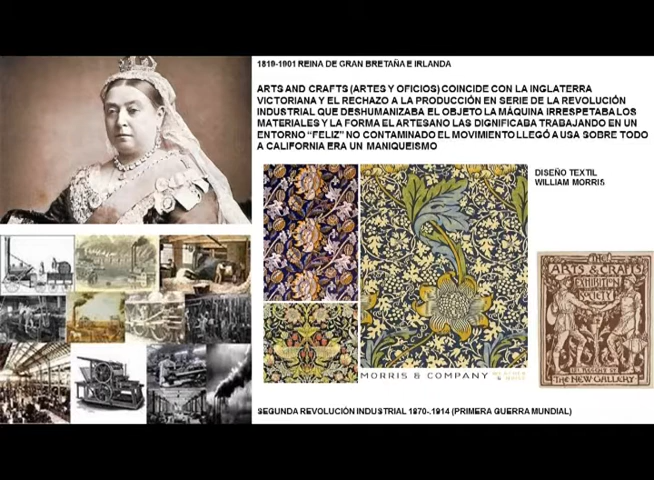 1819-1901 REINA DE GRAN BRETAÑA E IRLANDA
ARTS AND CRAFTS (ARTES Y OFICIOS) COINCIDE CON LA INGLATERRA
VICTORIANA Y EL RECHAZO A LA PRODUCCIÓN EN SERIE DE LA REVOLUCIÓN
INDUSTRIAL QUE DESHUMANIZABA EL OBJETO LA MÁQUINA IRRESPETABA LOS
MATERIALES Y LA FORMA EL ARTESANO LAS DIGNIFICABA TRABAJANDO EN UN
ENTORNO "FELIZ" NO CONTAMINADO EL MOVIMIENTO LLEGÓ A USA SOBRE TODO
A CALIFORNIA ERA UN MANIQUEISMO
DISEÑO TEXTIL
WILLIAM MORRIS
THE
ARTS & CRAFTS
EXHIBITION
SOCIETY
THE NEW GALLERY
MORRIS & COMPANY
SEGUNDA REVOLUCIÓN INDUSTRIAL 1870-.1914 (PRIMERA GUERRA MUNDIAL)